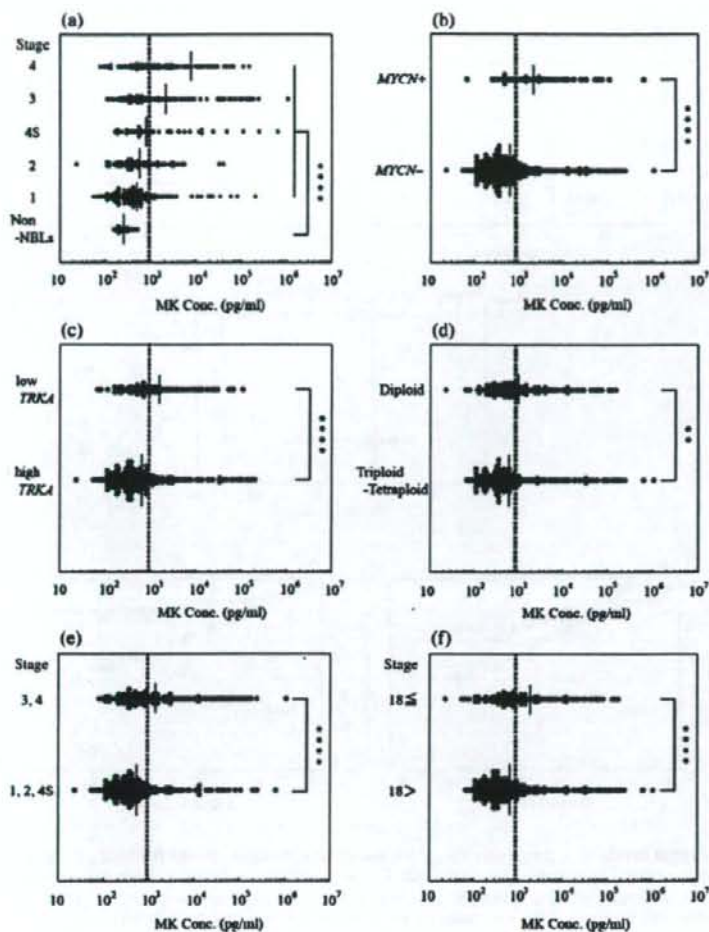 (a)
Stage
4
3
4S
2
1
Non
-NBLs
****
10 10² 10³ 10⁴ 10⁵ 10⁶ 10⁷
MK Conc. (pg/ml)
(b)
MYCN+
MYCN−
****
10 10² 10³ 10⁴ 10⁵ 10⁶ 10⁷
MK Conc. (pg/ml)
(c)
low
TRKA
high
TRKA
****
10 10² 10³ 10⁴ 10⁵ 10⁶ 10⁷
MK Conc. (pg/ml)
(d)
Diploid
Triploid
-Tetraploid
**
10 10² 10³ 10⁴ 10⁵ 10⁶ 10⁷
MK Conc. (pg/ml)
(e)
Stage
3, 4
1, 2, 4S
****
10 10² 10³ 10⁴ 10⁵ 10⁶ 10⁷
MK Conc. (pg/ml)
(f)
Stage
18≦
18>
****
10 10² 10³ 10⁴ 10⁵ 10⁶ 10⁷
MK Conc. (pg/ml)